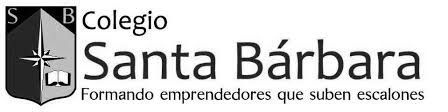 S B
Colegio
Santa Bárbara
Formando emprendedores que suben escalones